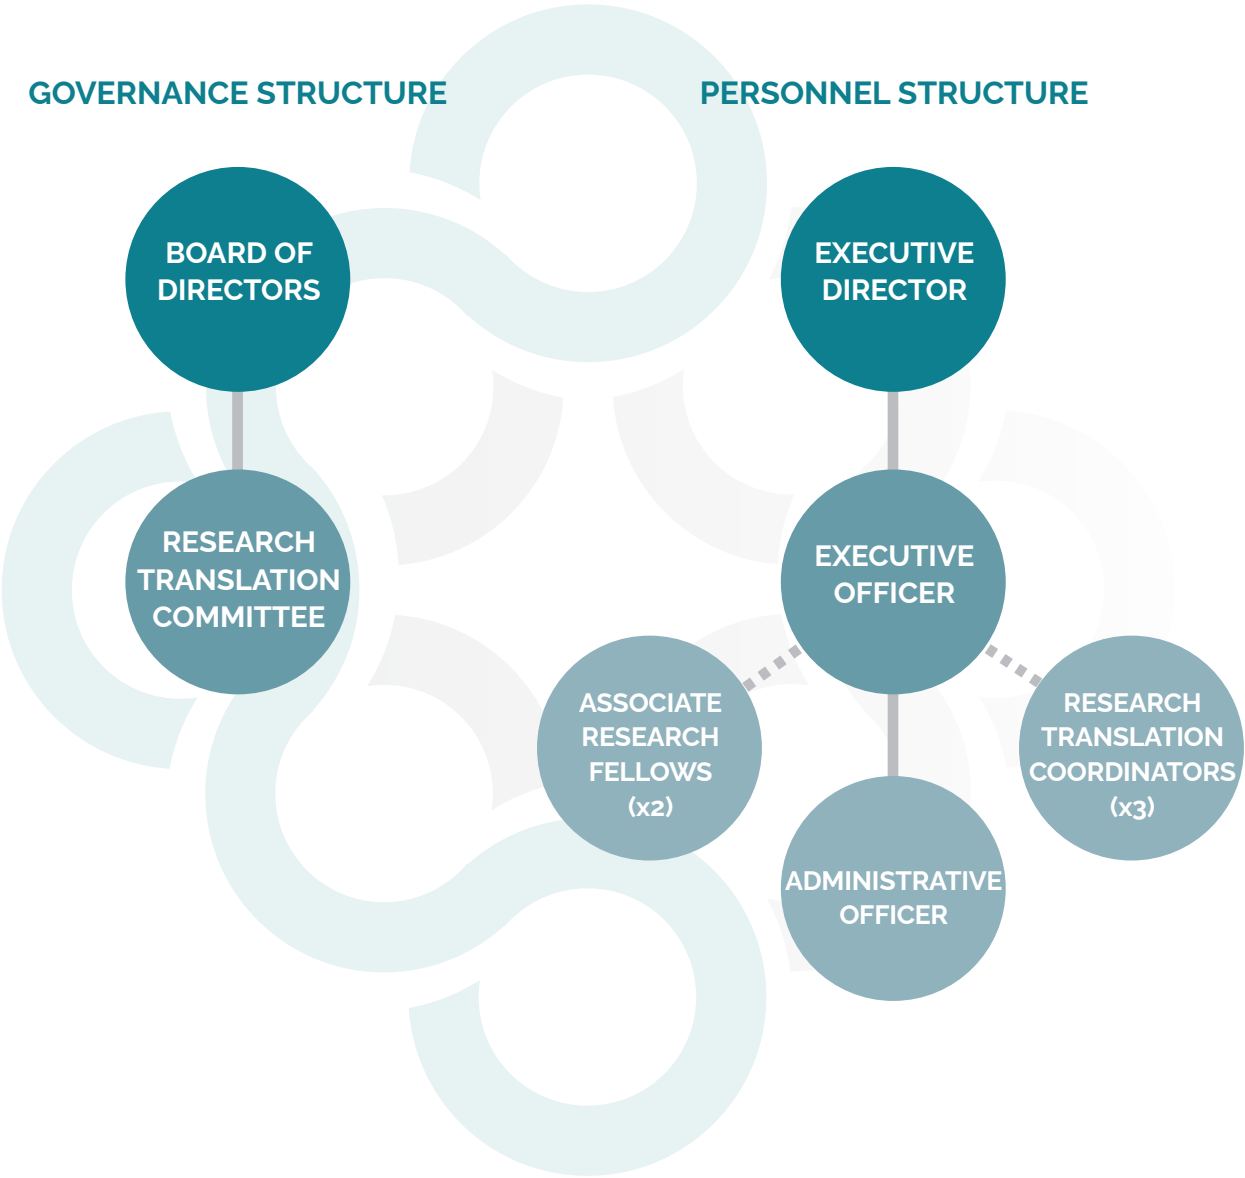 GOVERNANCE STRUCTURE
BOARD OF
DIRECTORS
RESEARCH
TRANSLATION
COMMITTEE
PERSONNEL STRUCTURE
EXECUTIVE
DIRECTOR
EXECUTIVE
OFFICER
ASSOCIATE
RESEARCH
FELLOWS
(x2)
ADMINISTRATIVE
OFFICER
RESEARCH
TRANSLATION
COORDINATORS
(x3)